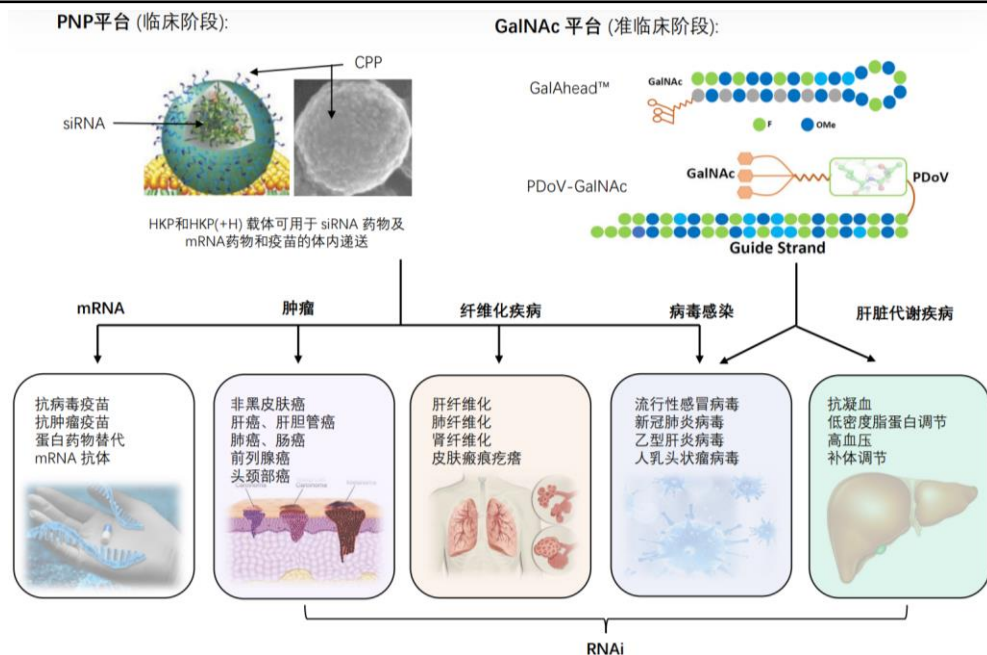 PNP平台 (临床阶段):
GalNAc 平台 (准临床阶段):
CPP
siRNA
GalAhead™
GalNAc
F
OMe
PDoV-GalNAc
GalNAc
PDoV
Guide Strand
HKP和HKP(+H) 载体可用于 siRNA 药物及
mRNA药物和疫苗的体内递送
mRNA
肿瘤
纤维化疾病
病毒感染
肝脏代谢疾病
抗病毒疫苗
抗肿瘤疫苗
蛋白药物替代
mRNA 抗体
非黑皮肤癌
肝癌、肝胆管癌
肺癌、肠癌
前列腺癌
头颈部癌
Carcinoma
肝纤维化
肺纤维化
肾纤维化
皮肤瘢痕疙瘩
流行性感冒病毒
新冠肺炎病毒
乙型肝炎病毒
人乳头状瘤病毒
抗凝血
低密度脂蛋白调节
高血压
补体调节
RNAi